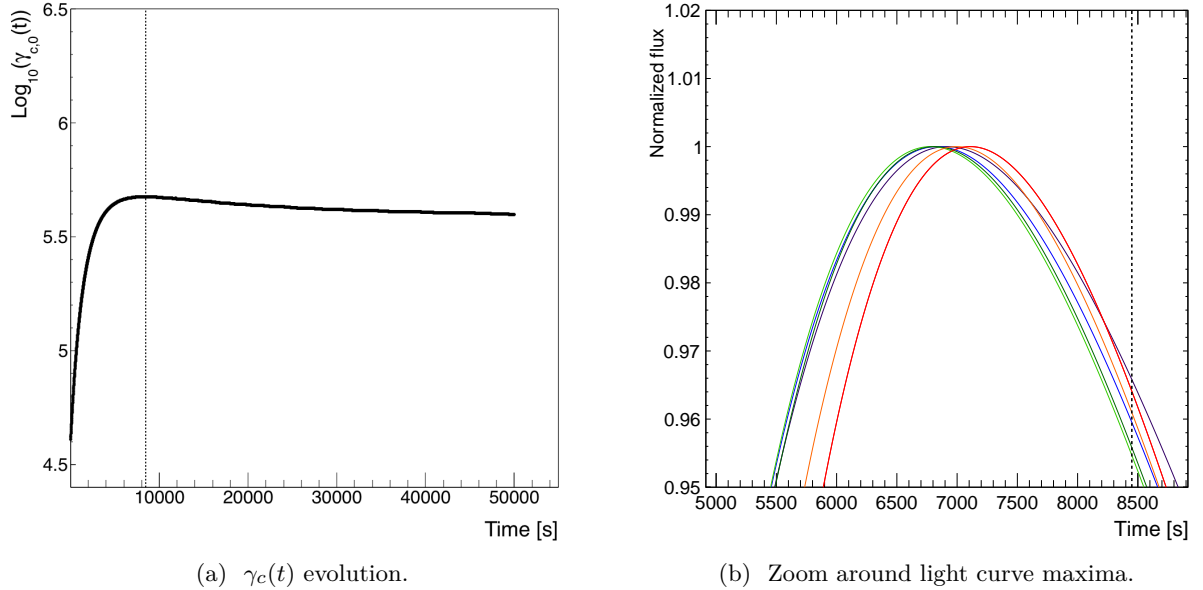 6.5
6
5.5
5
4.5
Log₁₀(γ_c,0(t))
10000 20000 30000 40000 50000
Time [s]
(a) γ_c(t) evolution.
1.02
1.01
1
0.99
0.98
0.97
0.96
0.95
Normalized flux
5000 5500 6000 6500 7000 7500 8000 8500
Time [s]
(b) Zoom around light curve maxima.